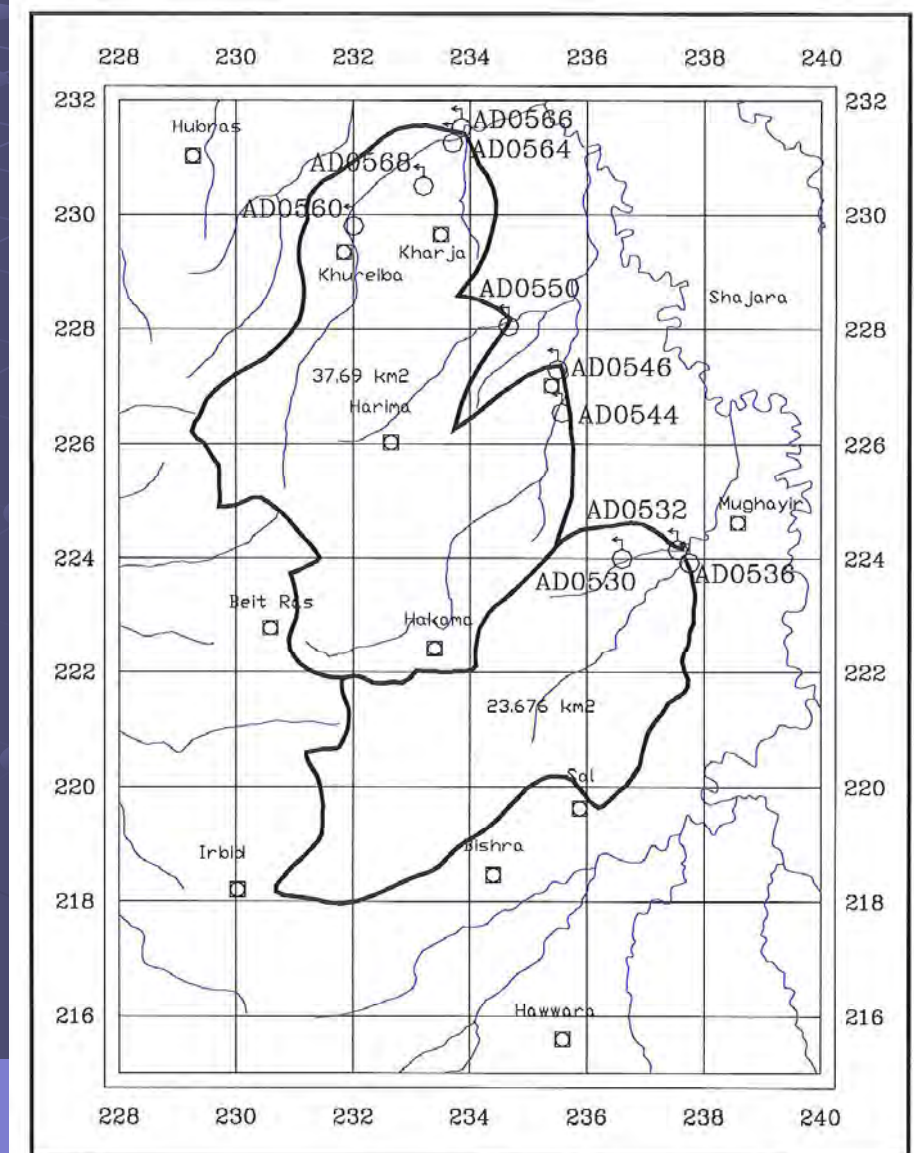 228 230 232 234 236 238 240
232 232
AD0566
Hubras
AD0564
AD0568
230 AD0560 230
Kharja
Khureiba
AD0550
Shajara
228 228
AD0546
37.69 km2
Harima
AD0544
226 226
AD0532
Mughayir
224 224
AD0530 AD0536
Beit Ras
Hakama
222 222
23.676 km2
220 220
Sal
Irbid Bishra
218 218
216 216
Hawwara
228 230 232 234 236 238 240